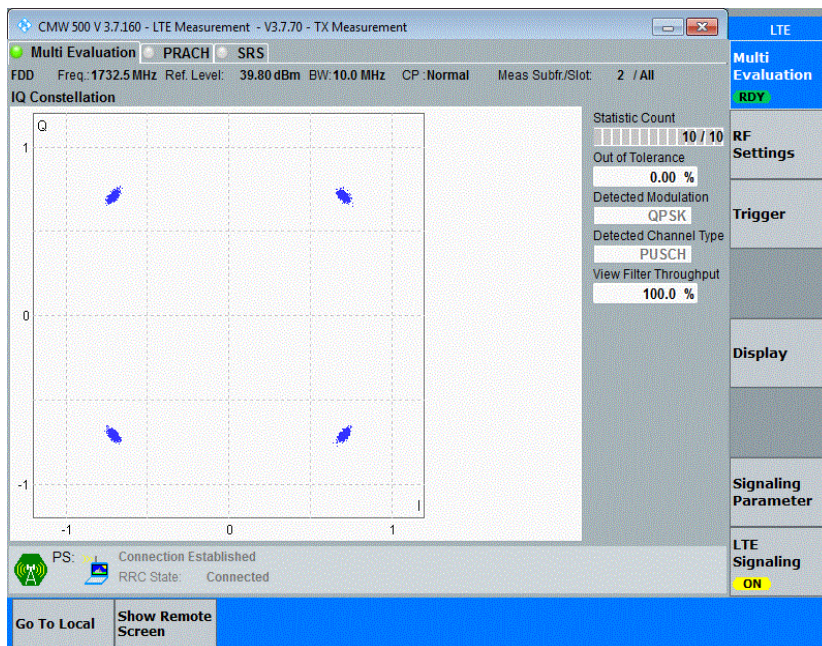 CMW 500 V 3.7.160 - LTE Measurement - V3.7.70 - TX Measurement
LTE
Multi Evaluation PRACH SRS
FDD Freq.: 1732.5 MHz Ref. Level: 39.80 dBm BW: 10.0 MHz CP : Normal Meas Subfr./Slot: 2 / All
IQ Constellation
Q
1
0
-1
I
-1 0 1
Statistic Count
10 / 10
Out of Tolerance
0.00 %
Detected Modulation
QPSK
Detected Channel Type
PUSCH
View Filter Throughput
100.0 %
Multi
Evaluation
RDY
RF
Settings
Trigger
Display
Signaling
Parameter
LTE
Signaling
ON
PS: Connection Established
RRC State: Connected
Go To Local
Show Remote
Screen